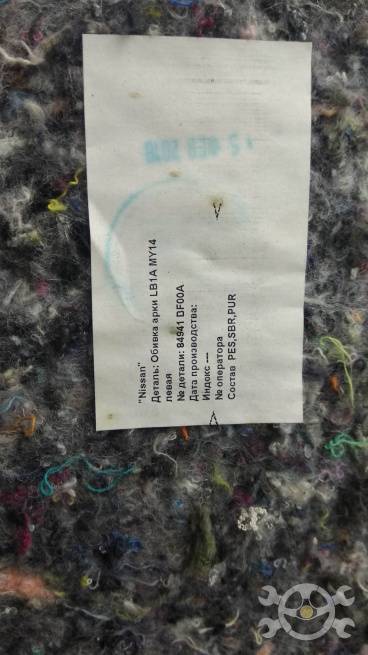 "Nissan"
Деталь: Обивка арки LB1A MY14
левая
№ детали: 84941 DF00A
Дата производства:
Индекс ---
№ оператора
Состав PES,SBR,PUR